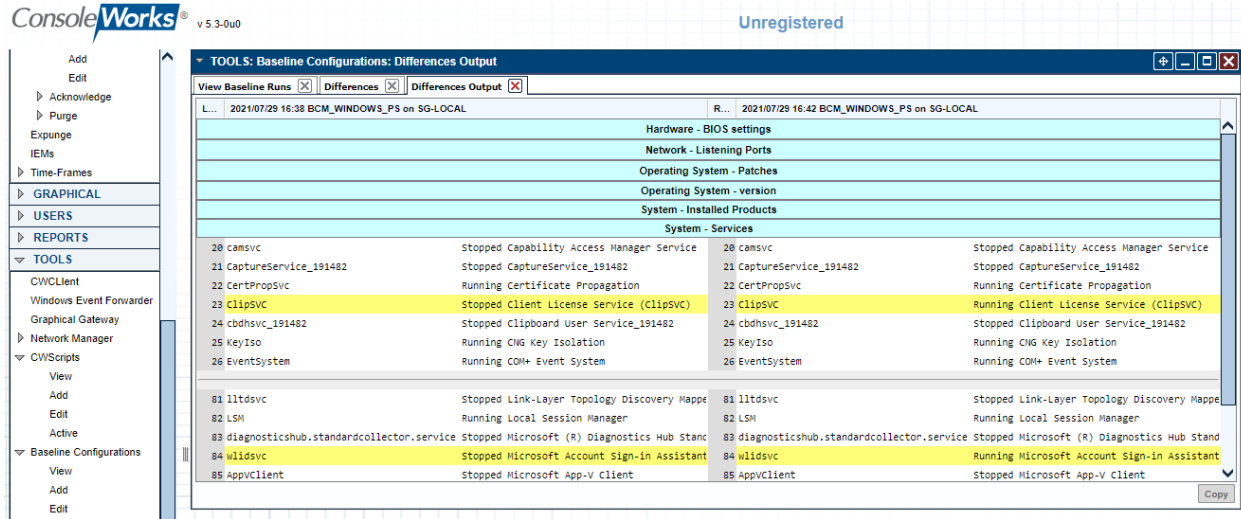 ConsoleWorks® v 5.3-0u0
Unregistered
Add
Edit
Acknowledge
Purge
Expunge
IEMs
Time-Frames
GRAPHICAL
USERS
REPORTS
TOOLS
CWCLient
Windows Event Forwarder
Graphical Gateway
Network Manager
CWScripts
View
Add
Edit
Active
Baseline Configurations
View
Add
Edit
TOOLS: Baseline Configurations: Differences Output
View Baseline Runs Differences Differences Output
L... 2021/07/29 16:38 BCM_WINDOWS_PS on SG-LOCAL R... 2021/07/29 16:42 BCM_WINDOWS_PS on SG-LOCAL
Hardware - BIOS settings
Network - Listening Ports
Operating System - Patches
Operating System - version
System - Installed Products
System - Services
20 camsvc Stopped Capability Access Manager Service 20 camsvc Stopped Capability Access Manager Service
21 CaptureService_191482 Stopped CaptureService_191482 21 CaptureService_191482 Stopped CaptureService_191482
22 CertPropSvc Running Certificate Propagation 22 CertPropSvc Running Certificate Propagation
23 ClipSVC Stopped Client License Service (ClipSVC) 23 ClipSVC Running Client License Service (ClipSVC)
24 cbdhsvc_191482 Stopped Clipboard User Service_191482 24 cbdhsvc_191482 Stopped Clipboard User Service_191482
25 KeyIso Running CNG Key Isolation 25 KeyIso Running CNG Key Isolation
26 EventSystem Running COM+ Event System 26 EventSystem Running COM+ Event System
81 lltdsvc Stopped Link-Layer Topology Discovery Mappe 81 lltdsvc Stopped Link-Layer Topology Discovery Mappe
82 LSM Running Local Session Manager 82 LSM Running Local Session Manager
83 diagnosticshub.standardcollector.service Stopped Microsoft (R) Diagnostics Hub Stanc 83 diagnosticshub.standardcollector.service Stopped Microsoft (R) Diagnostics Hub Stand
84 wlidsvc Stopped Microsoft Account Sign-in Assistant 84 wlidsvc Running Microsoft Account Sign-in Assistant
85 AppVClient Stopped Microsoft App-V Client 85 AppVClient Stopped Microsoft App-V Client
Copy